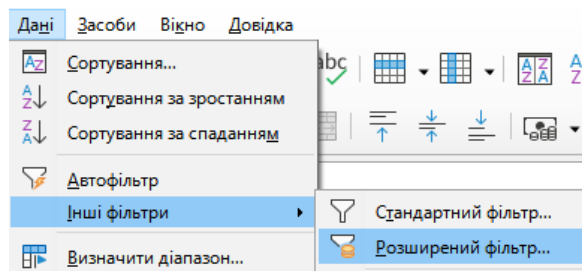 Дані Засоби Вікно Довідка
Сортування...
Сортування за зростанням
Сортування за спаданням
Автофільтр
Інші фільтри
Стандартний фільтр...
Розширений фільтр...
Визначити діапазон...